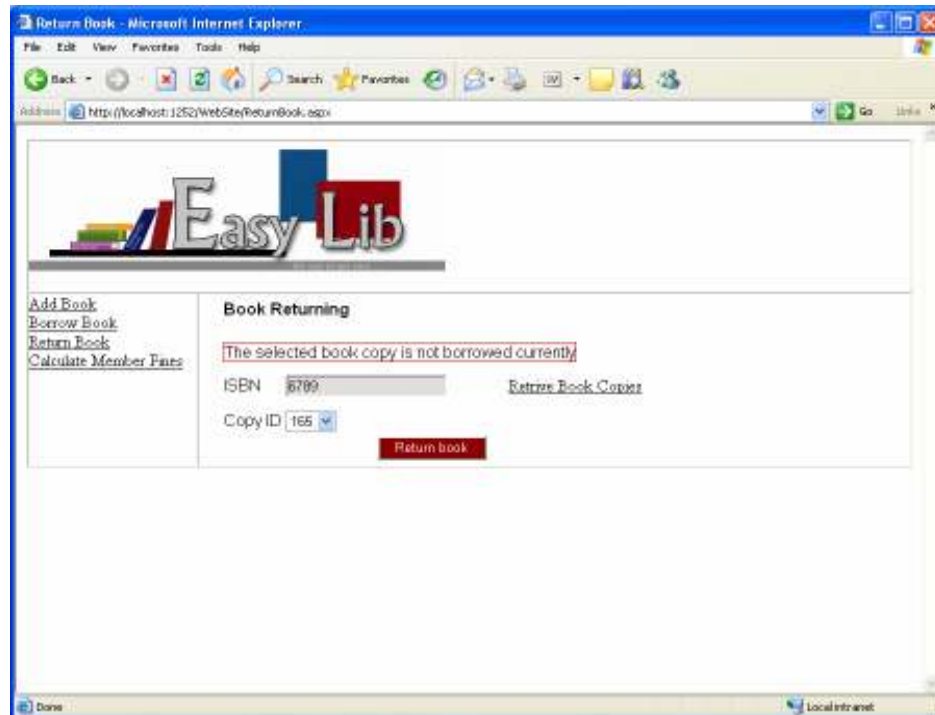 Return Book - Microsoft Internet Explorer
File Edit View Favorites Tools Help
Back Search Favorites
Address http://localhost:1252/WebSite/ReturnBook.aspx Go Links
Easy Lib
Add Book
Borrow Book
Return Book
Calculate Member Fines
Book Returning
The selected book copy is not borrowed currently
ISBN 6789 Retrive Book Copies
Copy ID 165
Return book
Done Local intranet